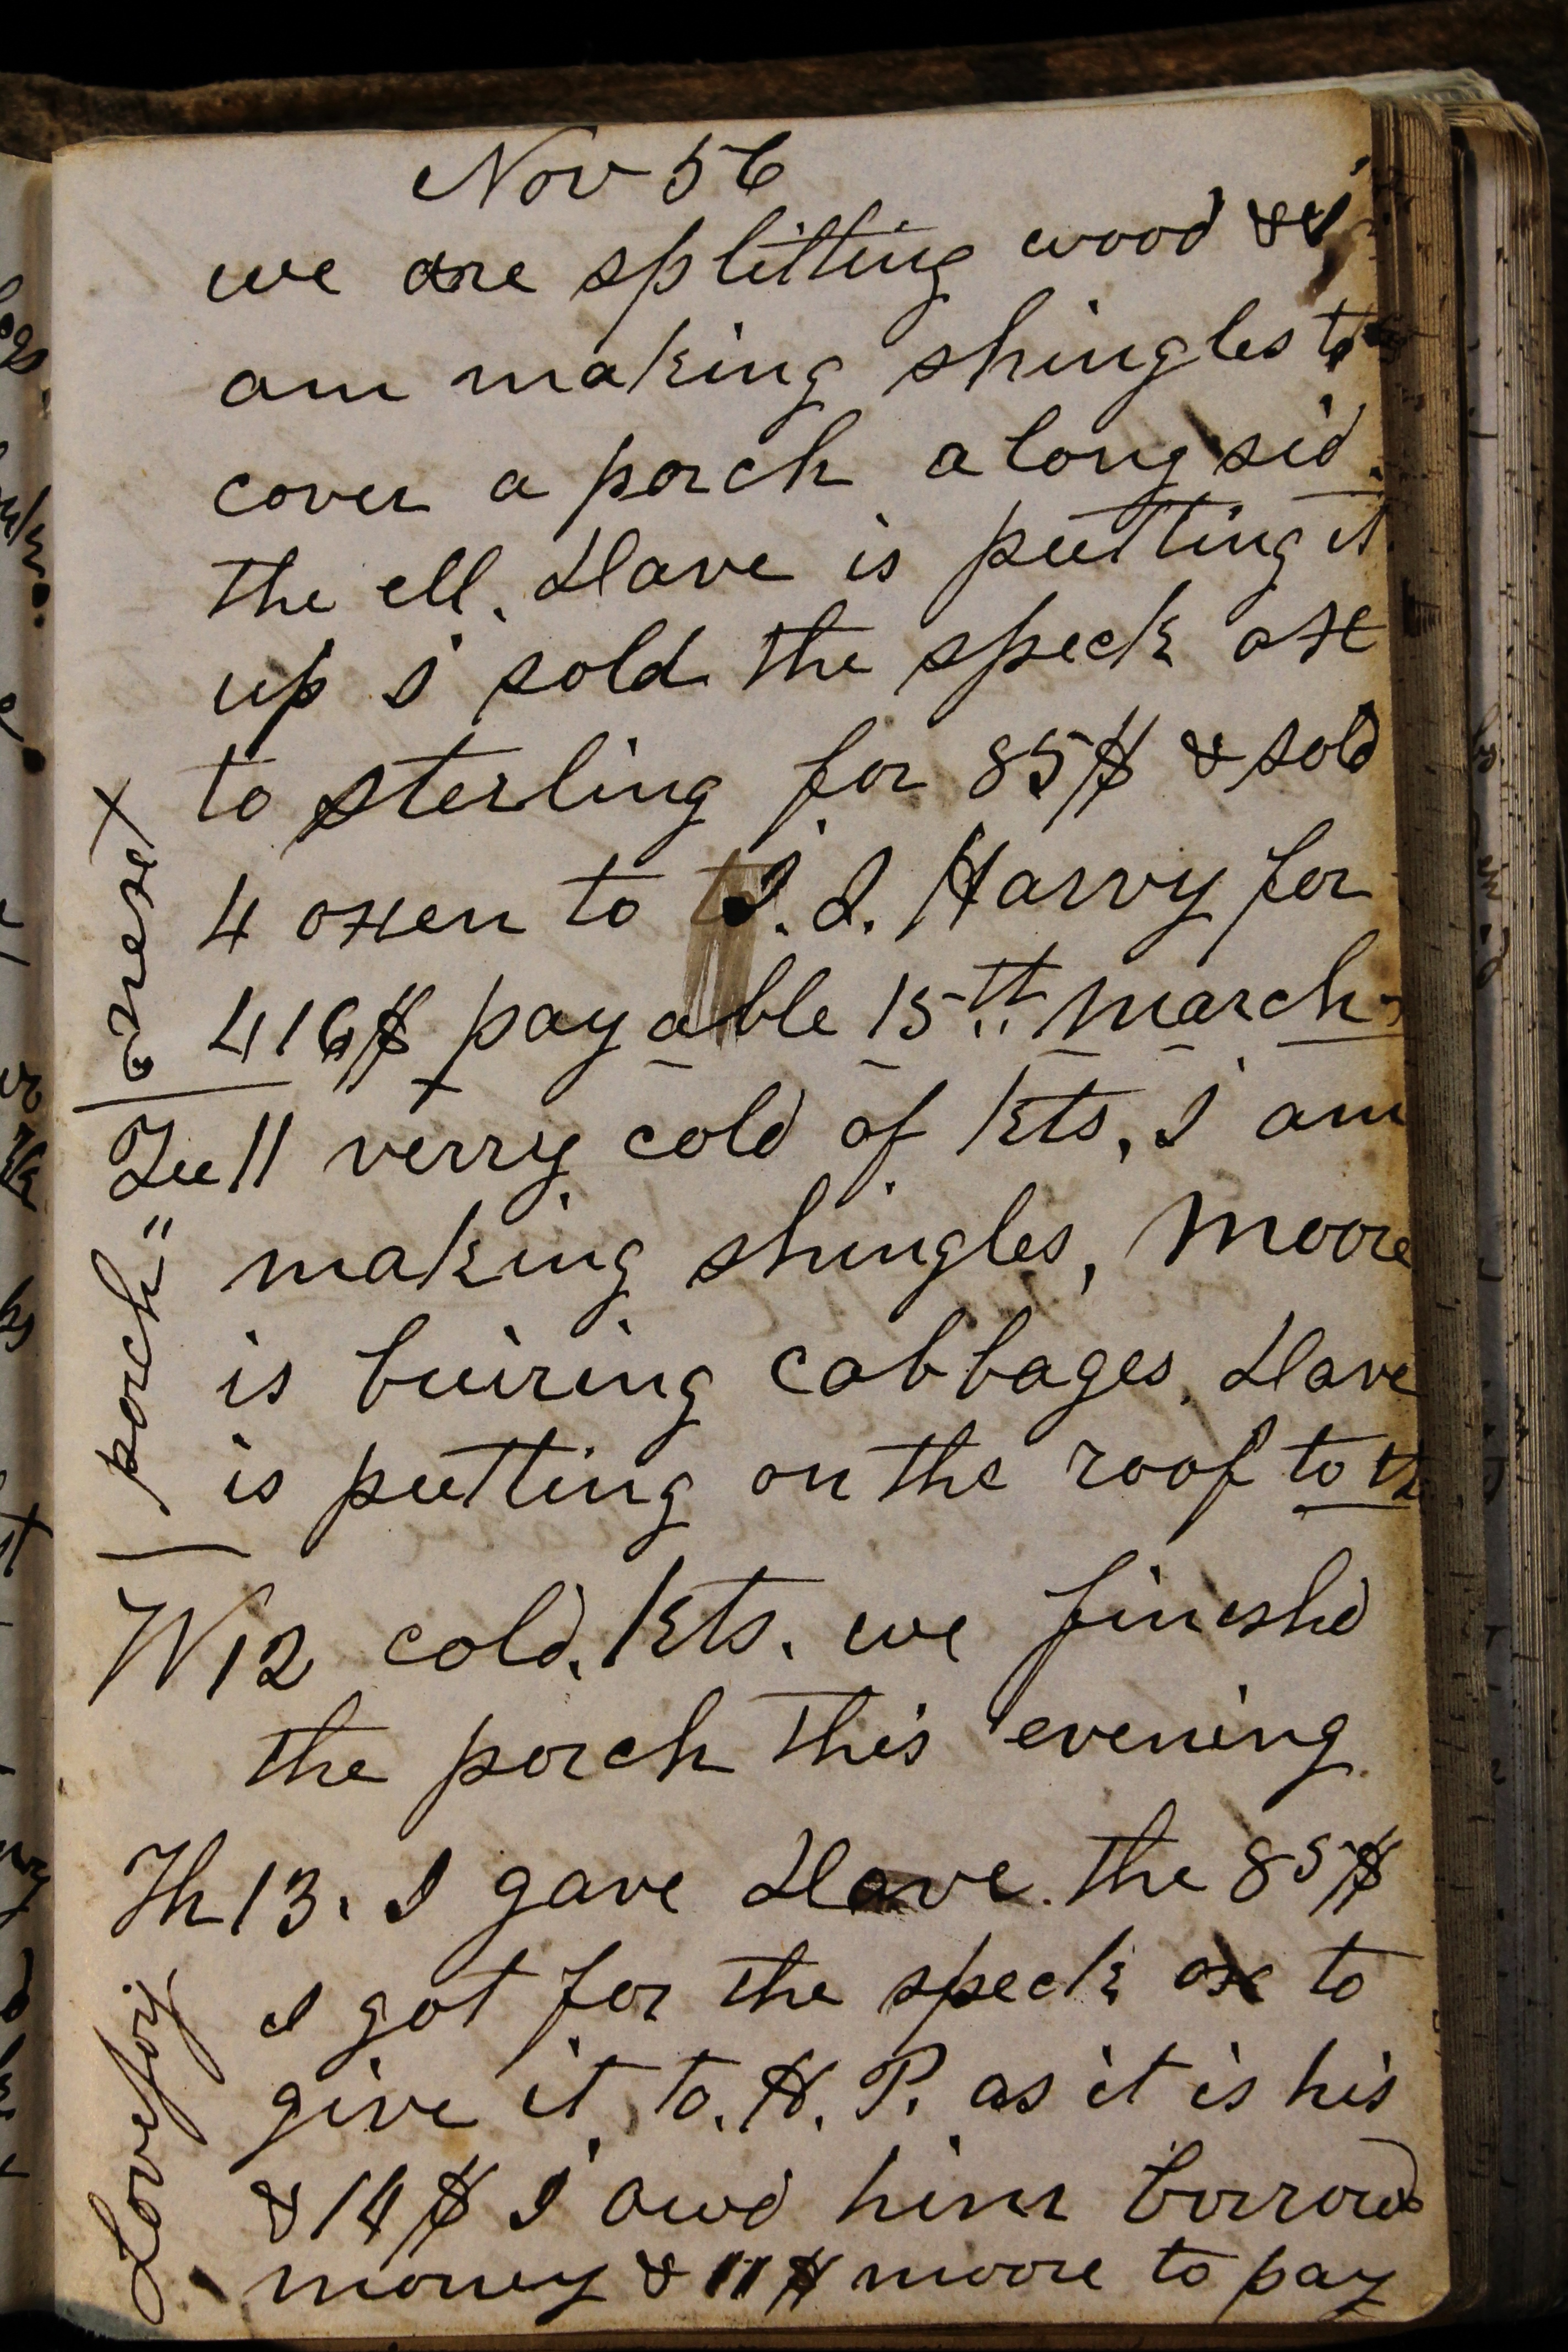 Nov 56
we are splitting wood & I
am making shingles to
cover a porch along sid
the ell. Dave is putting it
up I sold the speck oxe
to sterling for 85$ & sold
4 oxen to J. J. Harvy for
416$ payable 15th march
next
Tu 11 verry cold of Kts, I am
making shingles, Moore
is buiring cabbages, Dave
is putting on the roof to the
porch "
W 12 cold, Kts. we finishd
the porch this evening
Th 13. I gave Dave the 85$
I got for the speck ox to
give it to. H. P. as it is his
& 14$ I owd him borrowd
money & 11$ moore to pay
Lovejoy